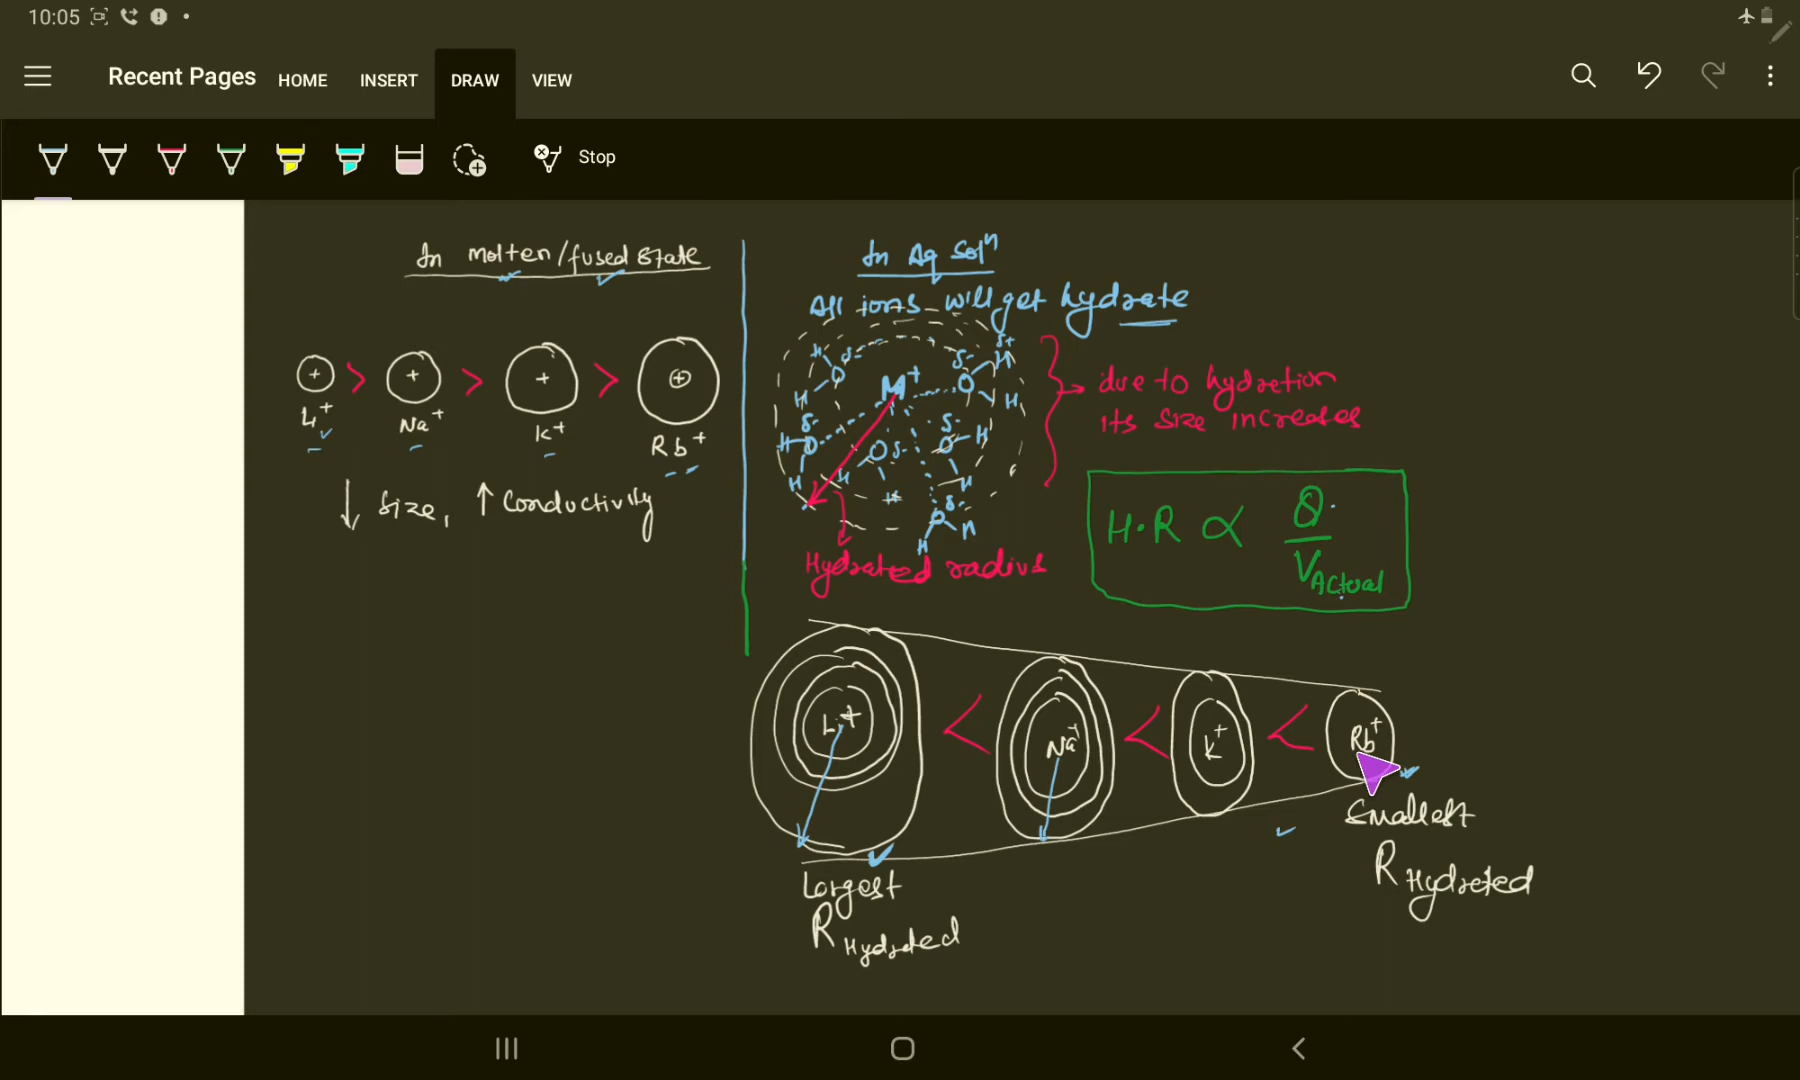 10:05
Recent Pages HOME INSERT DRAW VIEW
Stop
In molten/fused state
+ > + > + > +
Li+ Na+ K+ Rb+
↓ Size, ↑ Conductivity
In Aq Solⁿ
All ions will get hydrate
M+
H δ- O H
δ- δ+ H O H
δ- H O H
O δ- H H
δ- O H H
δ- O H H
due to hydration
its size increases
Hydrated radius
H.R ∝ Q / V Actual
Li+ < Na+ < K+ < Rb+
Largest
R Hydrated
Smallest
R Hydrated